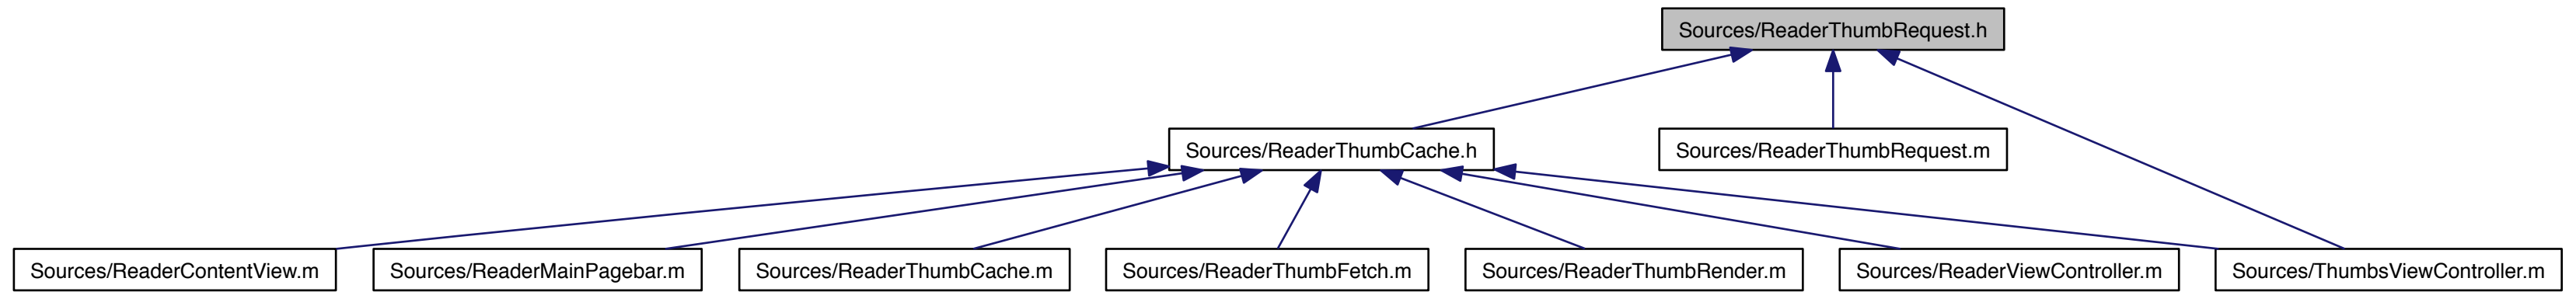 Sources/ReaderThumbRequest.h
Sources/ReaderThumbCache.h
Sources/ReaderThumbRequest.m
Sources/ReaderContentView.m
Sources/ReaderMainPagebar.m
Sources/ReaderThumbCache.m
Sources/ReaderThumbFetch.m
Sources/ReaderThumbRender.m
Sources/ReaderViewController.m
Sources/ThumbsViewController.m